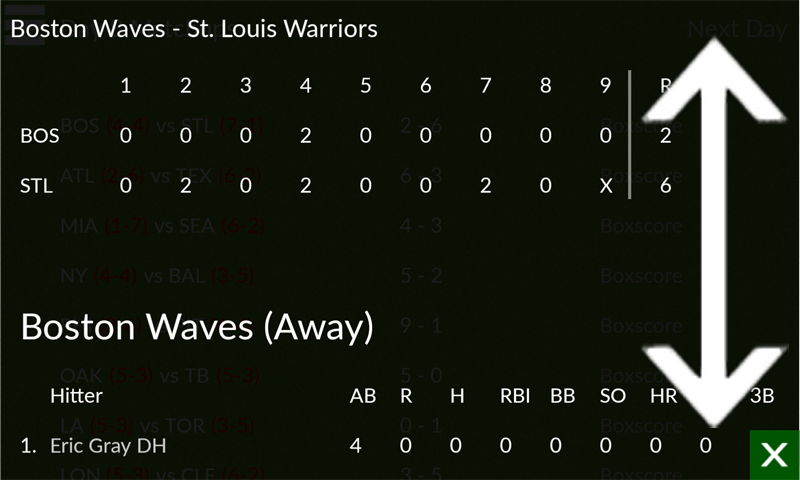 Boston Waves - St. Louis Warriors
Next Day
1 2 3 4 5 6 7 8 9 R
BOS (4-4) vs STL (7-1) 2 - 6 Boxscore
BOS 0 0 0 2 0 0 0 0 0 2
ATL vs TEX 6 - 3 Boxscore
STL 0 2 0 2 0 0 2 0 X 6
MIA (1-7) vs SEA (6-2) 4 - 3 Boxscore
NY (4-4) vs BAL (3-5) 5 - 2 Boxscore
Boston Waves (Away)
9 - 1 Boxscore
OAK (5-3) vs TB (5-3) 5 - 0
Hitter AB R H RBI BB SO HR 3B
LA (5-3) vs TOR (3-5) 0 - 1 Boxscore
1. Eric Gray DH 4 0 0 0 0 0 0 0
X
LON (5-3) vs CLE (6-2) 3 - 5 Boxscore